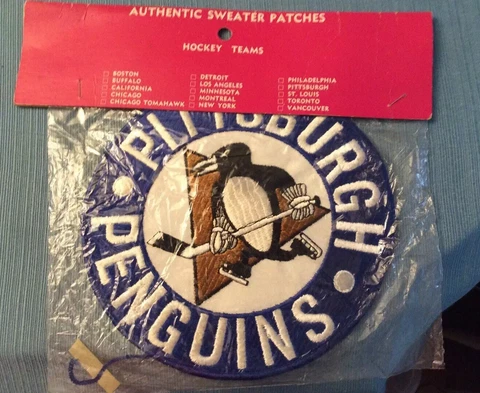 AUTHENTIC SWEATER PATCHES
HOCKEY TEAMS
BOSTON
BUFFALO
CALIFORNIA
CHICAGO
CHICAGO TOMAHAWK
DETROIT
LOS ANGELES
MINNESOTA
MONTREAL
NEW YORK
PHILADELPHIA
PITTSBURGH
ST. LOUIS
TORONTO
VANCOUVER
PITTSBURGH
PENGUINS